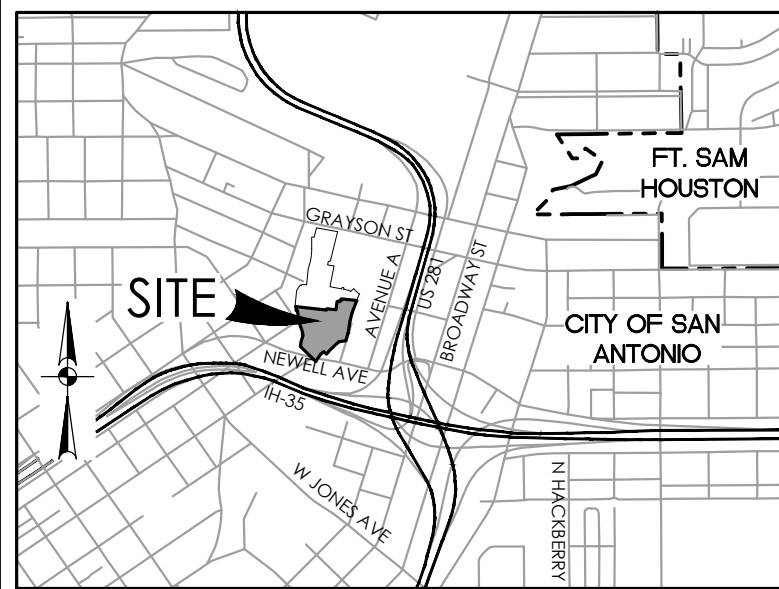 FT. SAM
HOUSTON
GRAYSON ST
AVENUE A
US 281
BROADWAY ST
SITE
CITY OF SAN
ANTONIO
NEWELL AVE
IH-35
W JONES AVE
N HACKBERRY